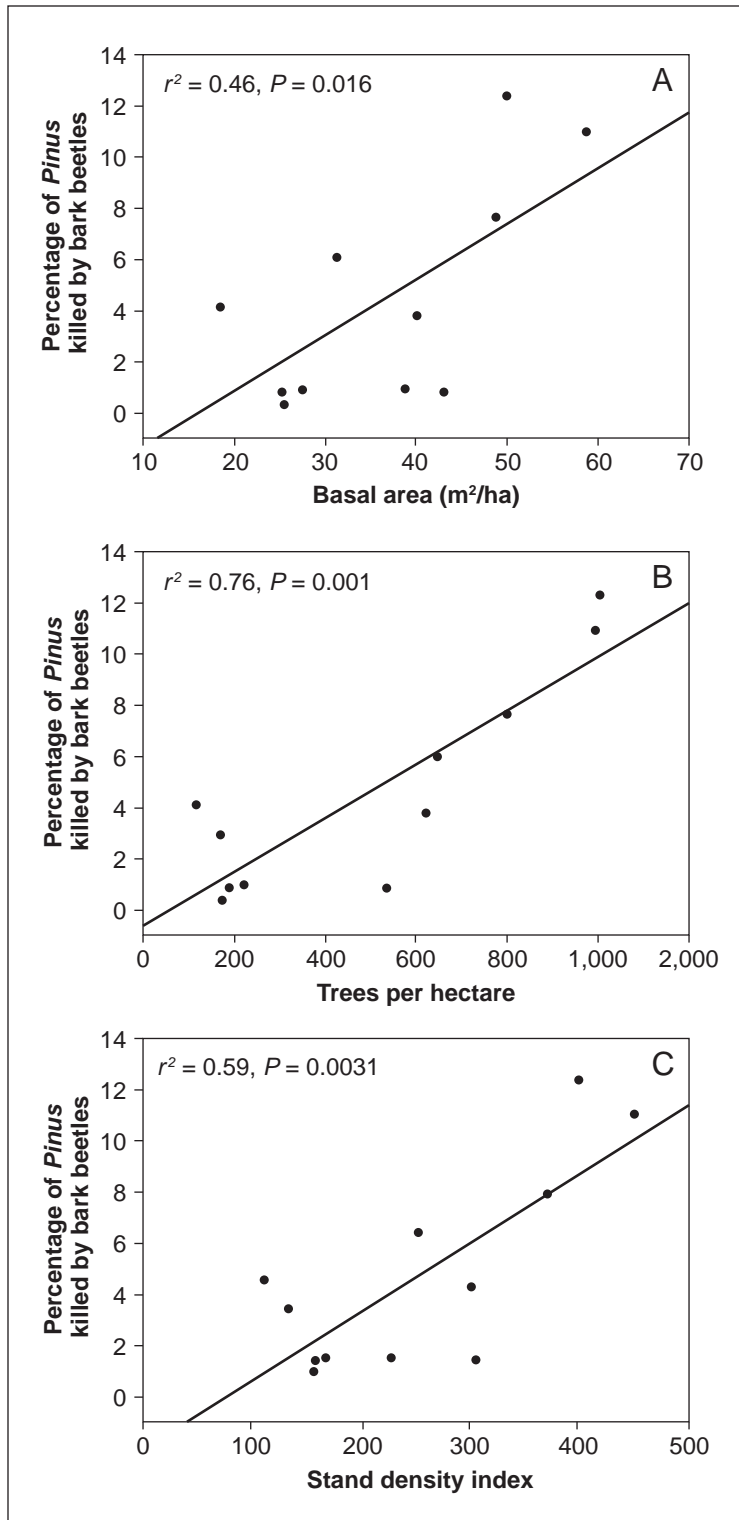 r² = 0.46, P = 0.016
A
Percentage of Pinus
killed by bark beetles
14
12
10
8
6
4
2
0
10 20 30 40 50 60 70
Basal area (m²/ha)
r² = 0.76, P = 0.001
B
Percentage of Pinus
killed by bark beetles
14
12
10
8
6
4
2
0
0 200 400 600 800 1,000 2,000
Trees per hectare
r² = 0.59, P = 0.0031
C
Percentage of Pinus
killed by bark beetles
14
12
10
8
6
4
2
0
0 100 200 300 400 500
Stand density index